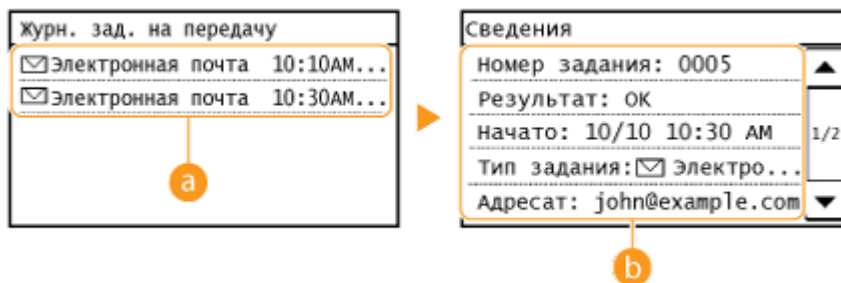 Журн. зад. на передачу
Электронная почта 10:10AM...
Электронная почта 10:30AM...
a
Сведения
Номер задания: 0005
Результат: OK
Начато: 10/10 10:30 AM
Тип задания: Электро...
Адресат: john@example.com
1/2
b